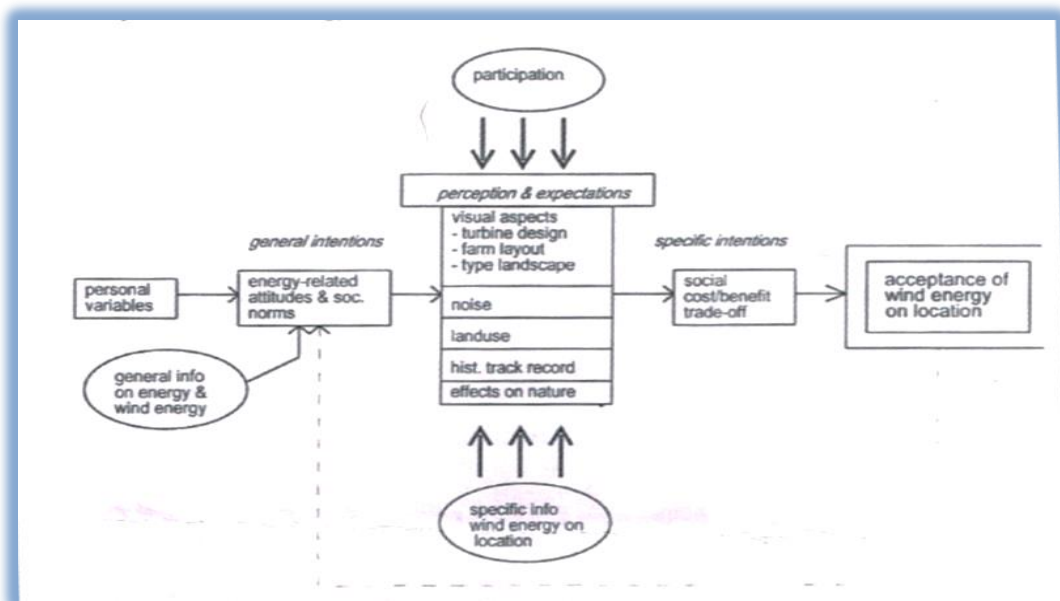 participation
perception & expectations
visual aspects
- turbine design
- farm layout
- type landscape
noise
landuse
hist. track record
effects on nature
general intentions
specific intentions
personal
variables
energy-related
attitudes & soc.
norms
social
cost/benefit
trade-off
acceptance of
wind energy
on location
general info
on energy &
wind energy
specific info
wind energy on
location